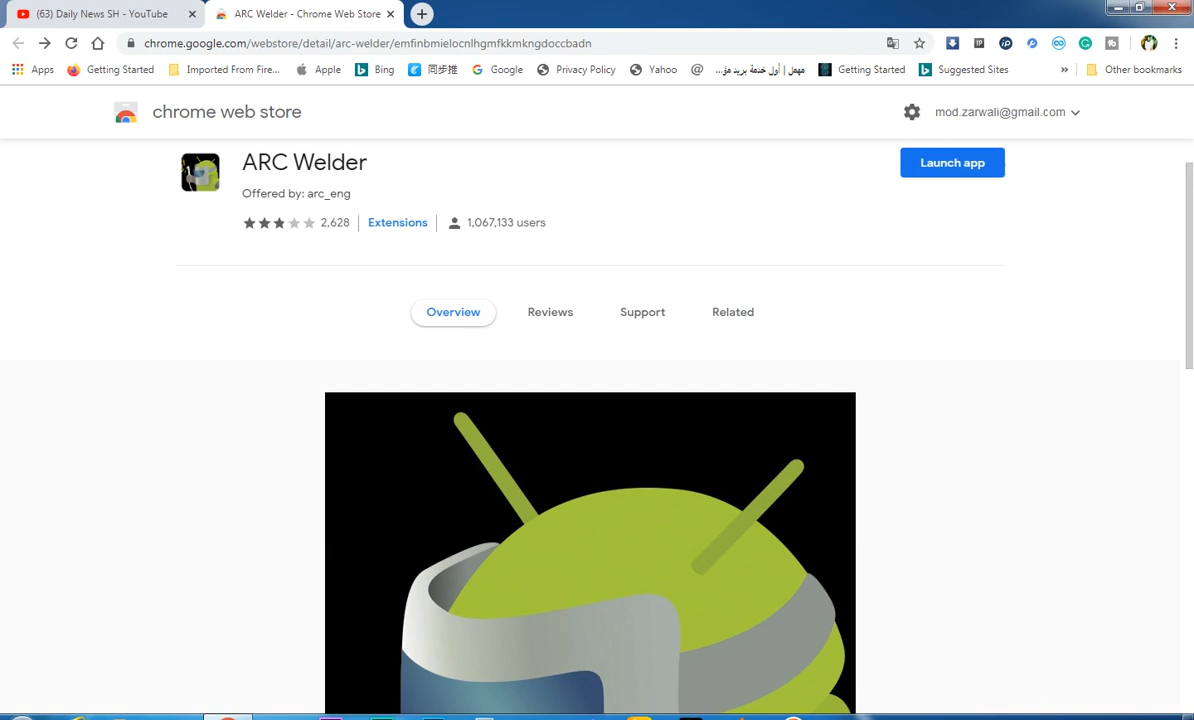 (63) Daily News SH - YouTube
ARC Welder - Chrome Web Store
chrome.google.com/webstore/detail/arc-welder/emfinbmielocnlhgmfkkmkngdoccbadn
Apps
Getting Started
Imported From Fire...
Apple
Bing
同步推
Google
Privacy Policy
Yahoo
مهمل | أول خدمة بريد مؤ...
Getting Started
Suggested Sites
»
Other bookmarks
chrome web store
mod.zarwali@gmail.com
ARC Welder
Launch app
Offered by: arc_eng
2,628
Extensions
1,067,133 users
Overview
Reviews
Support
Related